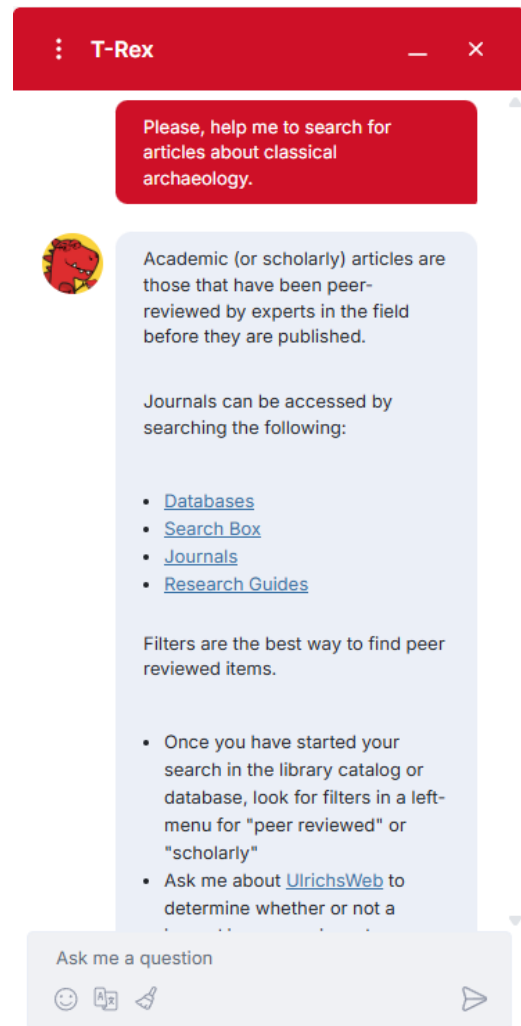 T-Rex
Please, help me to search for
articles about classical
archaeology.
Academic (or scholarly) articles are
those that have been peer-
reviewed by experts in the field
before they are published.
Journals can be accessed by
searching the following:
• Databases
• Search Box
• Journals
• Research Guides
Filters are the best way to find peer
reviewed items.
• Once you have started your
search in the library catalog or
database, look for filters in a left-
menu for "peer reviewed" or
"scholarly"
• Ask me about UlrichsWeb to
determine whether or not a
Ask me a question